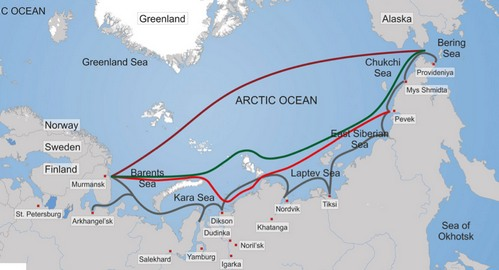 C OCEAN
Greenland
Alaska
Bering
Sea
Greenland Sea
Chukchi
Sea
Provideniya
Mys Shmidta
ARCTIC OCEAN
Pevek
Norway
East Siberian
Sea
Sweden
Finland
Barents
Sea
Laptev Sea
Murmansk
Kara Sea
Nordvik
Tiksi
St. Petersburg
Arkhangel'sk
Dikson
Khatanga
Sea of
Okhotsk
Dudinka
Noril'sk
Salekhard
Yamburg
Igarka